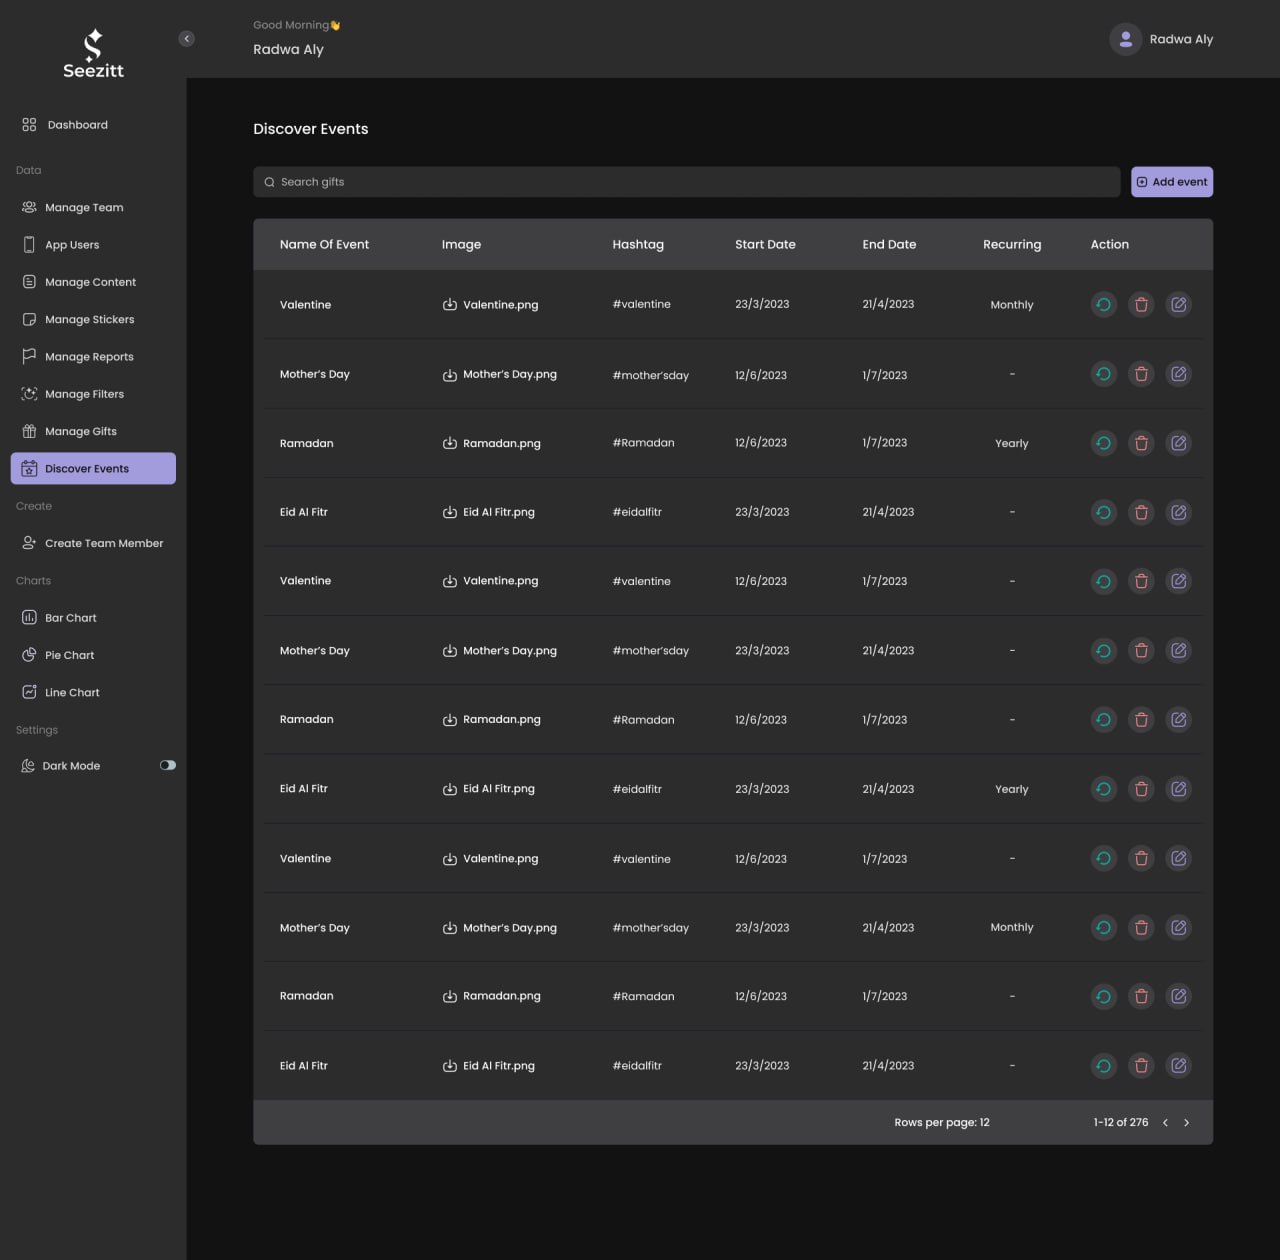 Seezitt
Good Morning👋
Radwa Aly
Radwa Aly
Dashboard
Data
Manage Team
App Users
Manage Content
Manage Stickers
Manage Reports
Manage Filters
Manage Gifts
Discover Events
Create
Create Team Member
Charts
Bar Chart
Pie Chart
Line Chart
Settings
Dark Mode
Discover Events
Search gifts
Add event
Name Of Event Image Hashtag Start Date End Date Recurring Action
Valentine Valentine.png #valentine 23/3/2023 21/4/2023 Monthly
Mother's Day Mother's Day.png #mother'sday 12/6/2023 1/7/2023 -
Ramadan Ramadan.png #Ramadan 12/6/2023 1/7/2023 Yearly
Eid Al Fitr Eid Al Fitr.png #eidalfitr 23/3/2023 21/4/2023 -
Valentine Valentine.png #valentine 12/6/2023 1/7/2023 -
Mother's Day Mother's Day.png #mother'sday 23/3/2023 21/4/2023 -
Ramadan Ramadan.png #Ramadan 12/6/2023 1/7/2023 -
Eid Al Fitr Eid Al Fitr.png #eidalfitr 23/3/2023 21/4/2023 Yearly
Valentine Valentine.png #valentine 12/6/2023 1/7/2023 -
Mother's Day Mother's Day.png #mother'sday 23/3/2023 21/4/2023 Monthly
Ramadan Ramadan.png #Ramadan 12/6/2023 1/7/2023 -
Eid Al Fitr Eid Al Fitr.png #eidalfitr 23/3/2023 21/4/2023 -
Rows per page: 12 1-12 of 276